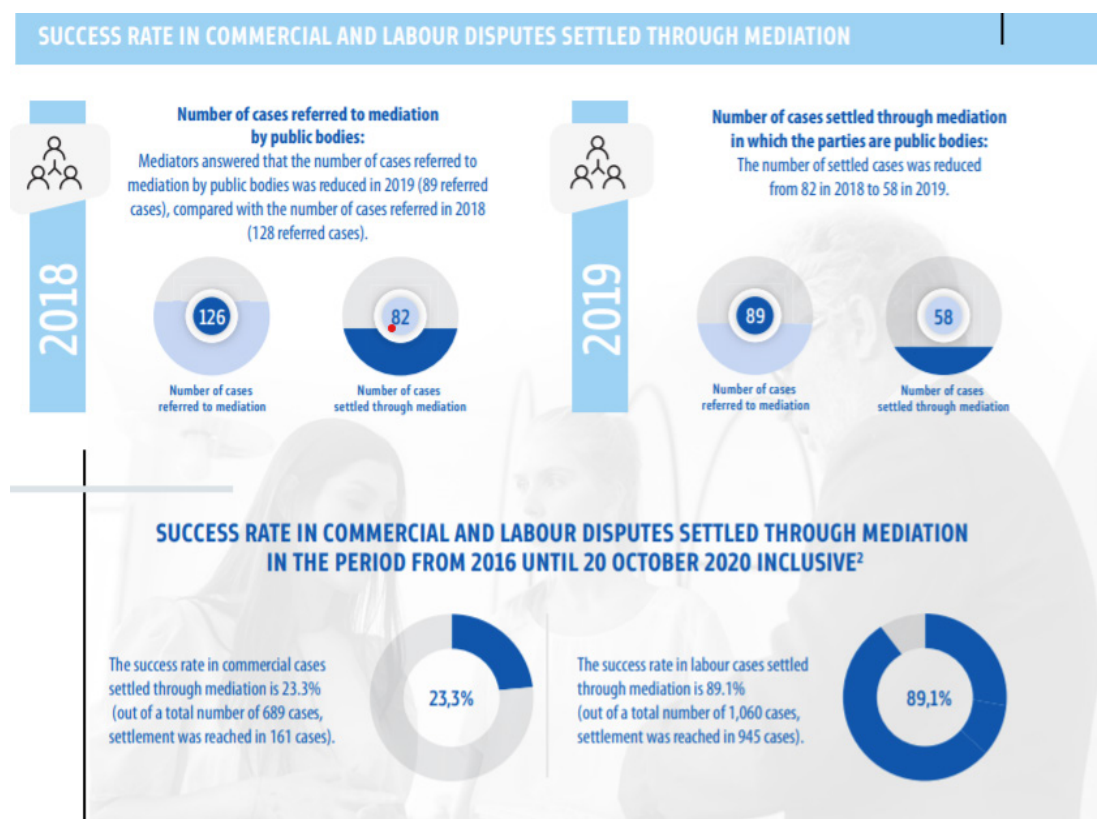 SUCCESS RATE IN COMMERCIAL AND LABOUR DISPUTES SETTLED THROUGH MEDIATION
2018
Number of cases referred to mediation
by public bodies:
Mediators answered that the number of cases referred to
mediation by public bodies was reduced in 2019 (89 referred
cases), compared with the number of cases referred in 2018
(128 referred cases).
126
Number of cases
referred to mediation
82
Number of cases
settled through mediation
2019
Number of cases settled through mediation
in which the parties are public bodies:
The number of settled cases was reduced
from 82 in 2018 to 58 in 2019.
89
Number of cases
referred to mediation
58
Number of cases
settled through mediation
SUCCESS RATE IN COMMERCIAL AND LABOUR DISPUTES SETTLED THROUGH MEDIATION
IN THE PERIOD FROM 2016 UNTIL 20 OCTOBER 2020 INCLUSIVE²
The success rate in commercial cases
settled through mediation is 23.3%
(out of a total number of 689 cases,
settlement was reached in 161 cases).
23,3%
The success rate in labour cases settled
through mediation is 89.1%
(out of a total number of 1,060 cases,
settlement was reached in 945 cases).
89,1%